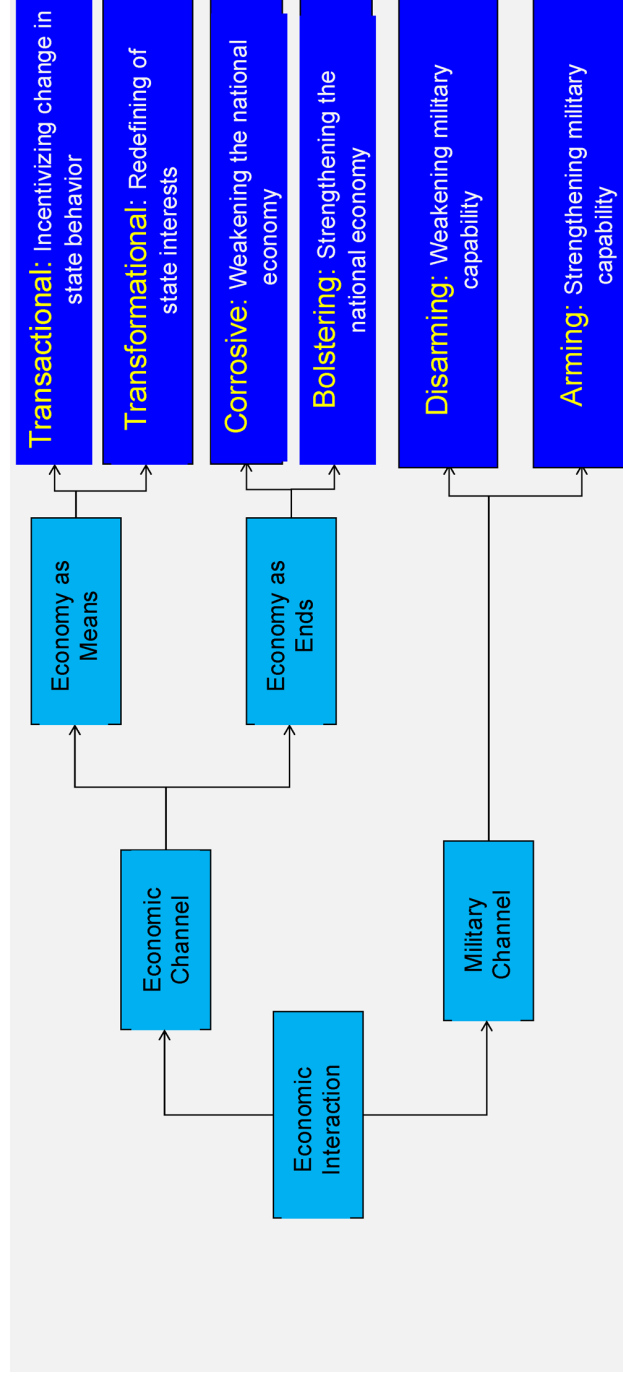 Economic
Interaction
Economic
Channel
Military
Channel
Economy as
Means
Economy as
Ends
Transactional: Incentivizing change in
state behavior
Transformational: Redefining of
state interests
Corrosive: Weakening the national
economy
Bolstering: Strengthening the
national economy
Disarming: Weakening military
capability
Arming: Strengthening military
capability